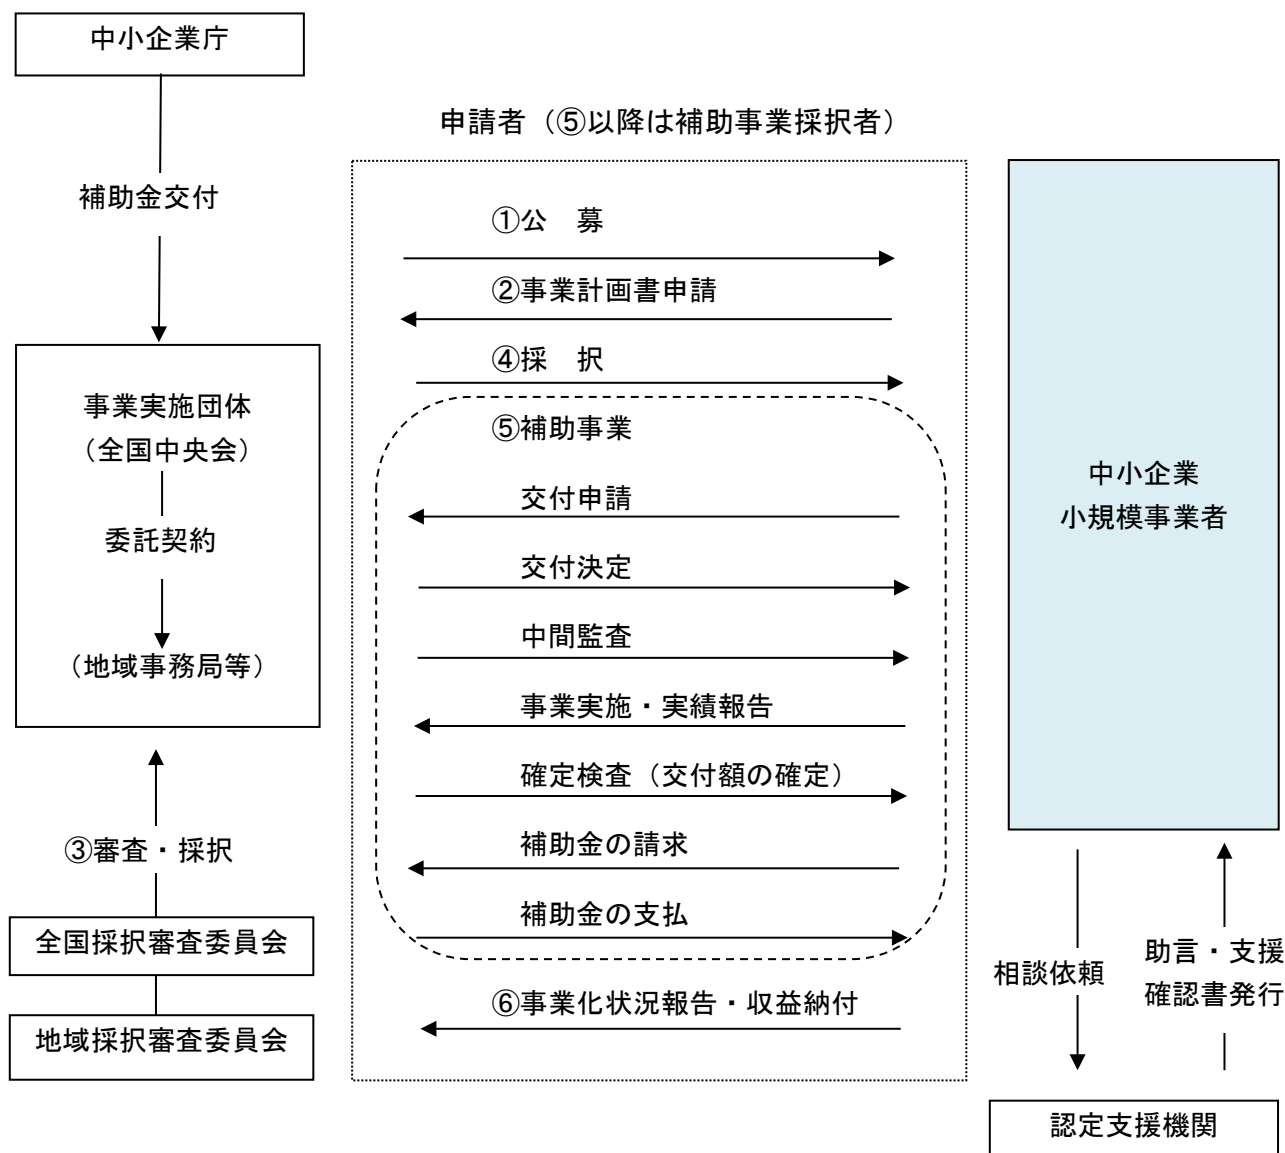 中小企業庁
補助金交付
事業実施団体
（全国中央会）
委託契約
（地域事務局等）
③審査・採択
全国採択審査委員会
地域採択審査委員会
申請者（⑤以降は補助事業採択者）
①公　募
②事業計画書申請
④採　択
⑤補助事業
交付申請
交付決定
中間監査
事業実施・実績報告
確定検査（交付額の確定）
補助金の請求
補助金の支払
⑥事業化状況報告・収益納付
中小企業
小規模事業者
相談依頼
助言・支援
確認書発行
認定支援機関